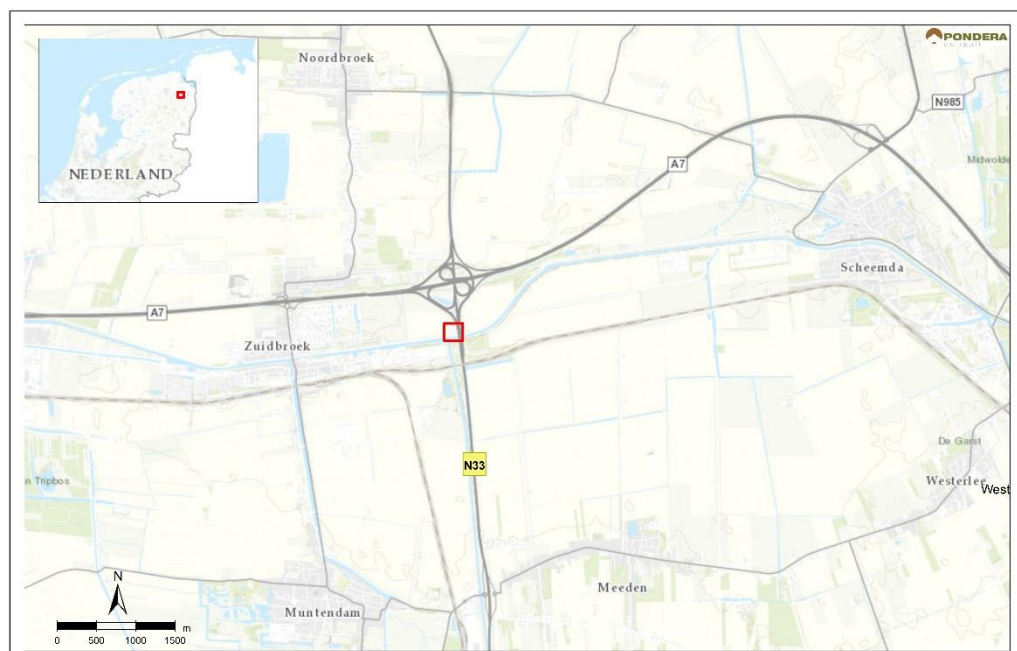 PONDERA
Noordbroek
N985
NEDERLAND
A7
Midwolde
Scheemda
A7
Zuidbroek
N33
De Garst
n Tripbos
Westerlee
West
Meeden
Muntendam
N
0 500 1000 1500 m